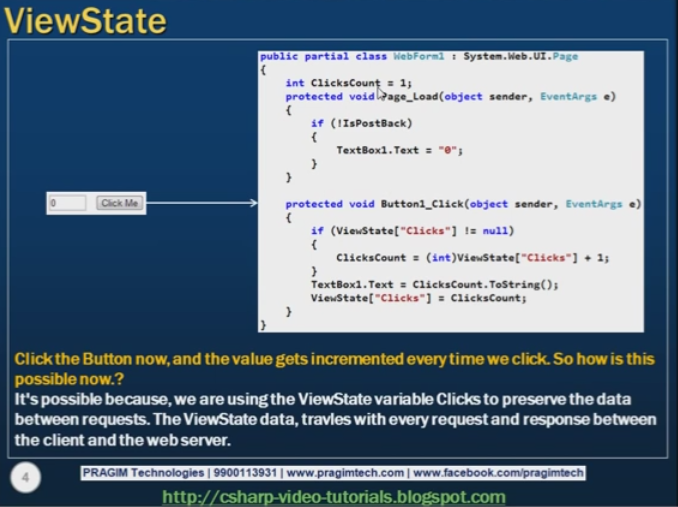 ViewState
public partial class WebForm1 : System.Web.UI.Page
{
int ClicksCount = 1;
protected void Page_Load(object sender, EventArgs e)
{
if (!IsPostBack)
{
TextBox1.Text = "0";
}
}
0 Click Me
protected void Button1_Click(object sender, EventArgs e)
{
if (ViewState["Clicks"] != null)
{
ClicksCount = (int)ViewState["Clicks"] + 1;
}
TextBox1.Text = ClicksCount.ToString();
ViewState["Clicks"] = ClicksCount;
}
}
Click the Button now, and the value gets incremented every time we click. So how is this
possible now.?
It's possible because, we are using the ViewState variable Clicks to preserve the data
between requests. The ViewState data, travles with every request and response between
the client and the web server.
4
PRAGIM Technologies | 9900113931 | www.pragimtech.com | www.facebook.com/pragimtech
http://csharp-video-tutorials.blogspot.com